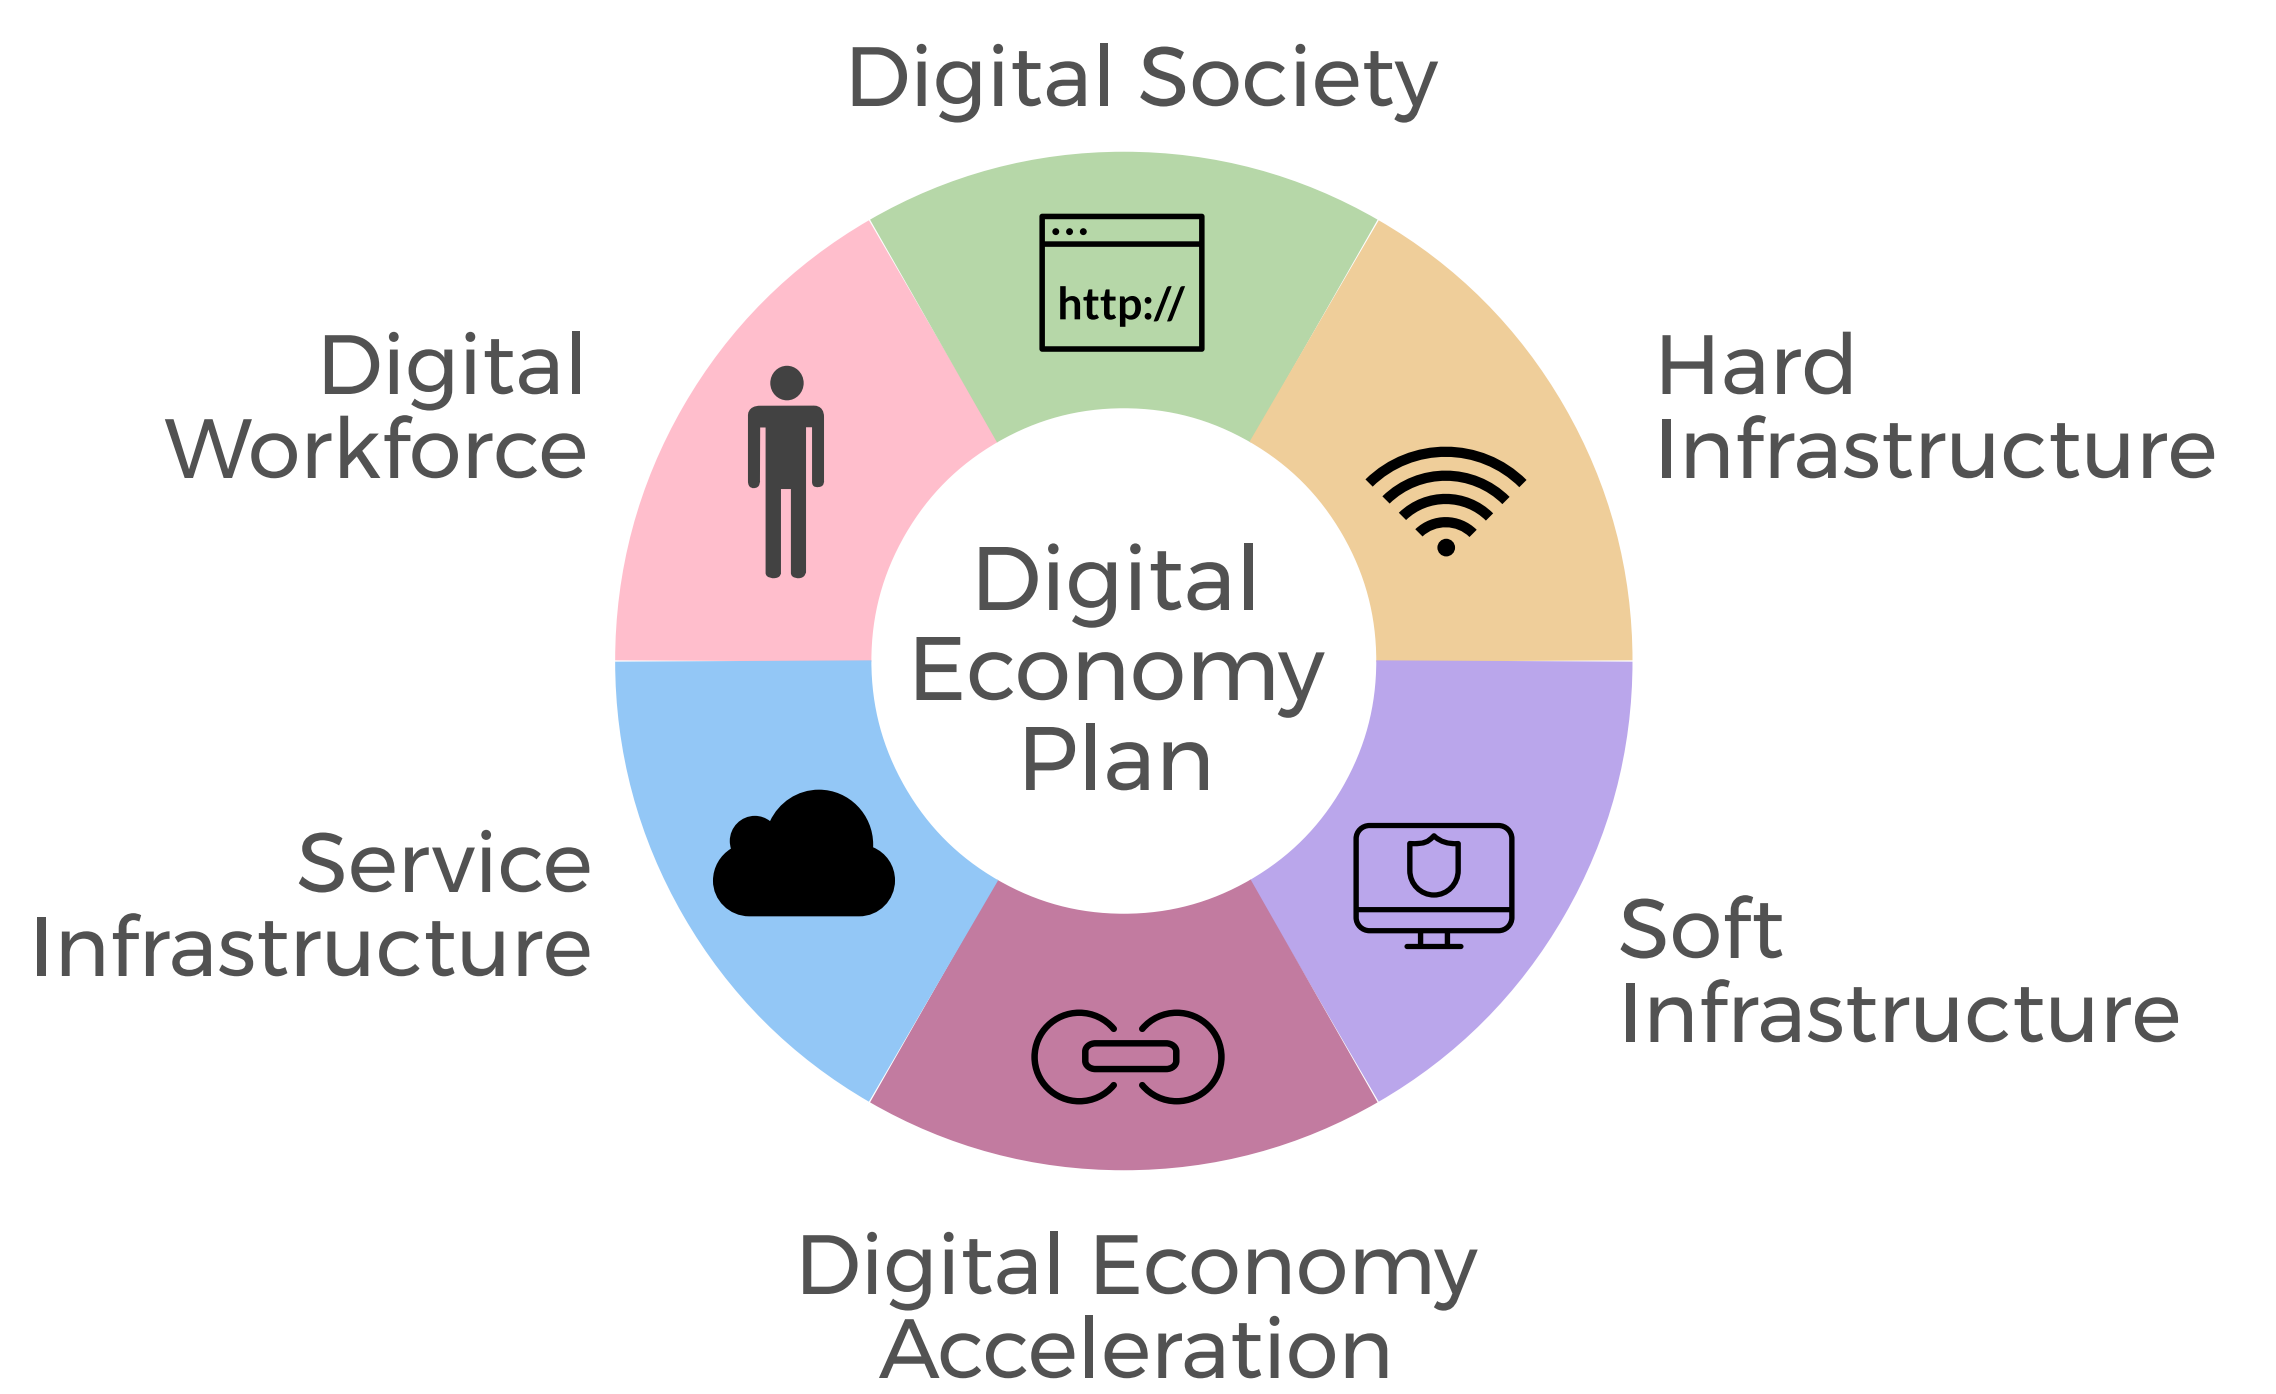 Digital Society
http://
Digital
Workforce
Hard
Infrastructure
Digital
Economy
Plan
Service
Infrastructure
Soft
Infrastructure
Digital Economy
Acceleration